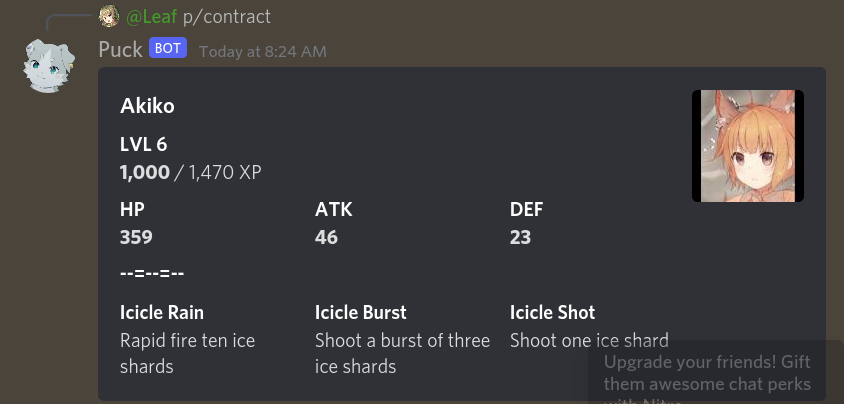 @Leaf p/contract
Puck BOT Today at 8:24 AM
Akiko
LVL 6
1,000 / 1,470 XP
HP ATK DEF
359 46 23
--=--=--
Icicle Rain Icicle Burst Icicle Shot
Rapid fire ten ice Shoot a burst of three Shoot one ice shard
shards ice shards
Upgrade your friends! Gift
them awesome chat perks
with Nitro